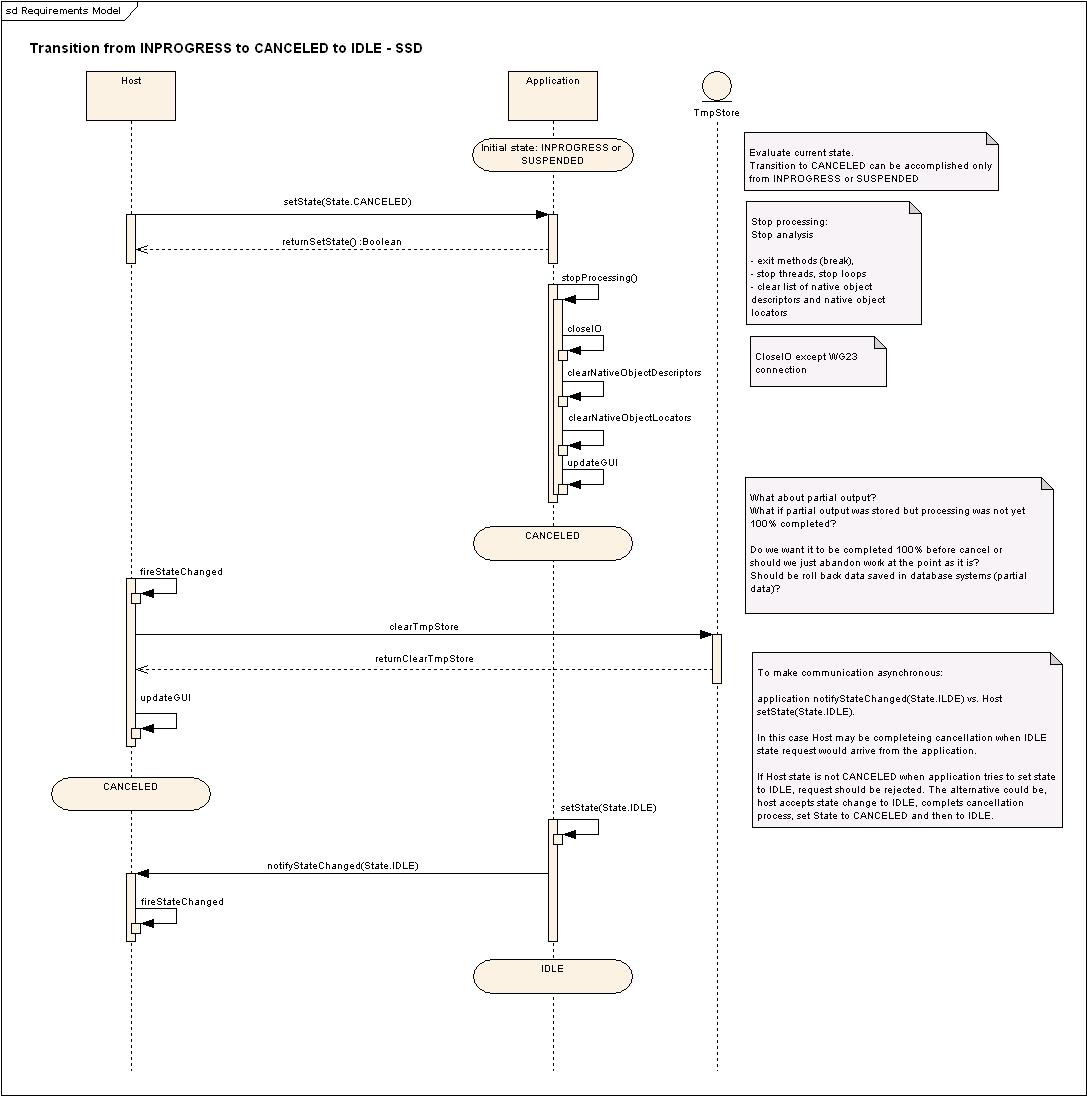 sd Requirements Model
Transition from INPROGRESS to CANCELED to IDLE - SSD
Host
Application
TmpStore
Initial state: INPROGRESS or
SUSPENDED
Evaluate current state.
Transition to CANCELED can be accomplished only
from INPROGRESS or SUSPENDED
setState(State.CANCELED)
returnSetState() :Boolean
Stop processing:
Stop analysis
- exit methods (break),
- stop threads, stop loops
- clear list of native object
descriptors and native object
locators
stopProcessing()
closeIO
CloseIO except WG23
connection
clearNativeObjectDescriptors
clearNativeObjectLocators
updateGUI
What about partial output?
What if partial output was stored but processing was not yet
100% completed?
Do we want it to be completed 100% before cancel or
should we just abandon work at the point as it is?
Should be roll back data saved in database systems (partial
data)?
CANCELED
fireStateChanged
clearTmpStore
returnClearTmpStore
updateGUI
To make communication asynchronous:
application notifyStateChanged(State.ILDE) vs. Host
setState(State.IDLE).
In this case Host may be completeing cancellation when IDLE
state request would arrive from the application.
If Host state is not CANCELED when application tries to set state
to IDLE, request should be rejected. The alternative could be,
host accepts state change to IDLE, complets cancellation
process, set State to CANCELED and then to IDLE.
CANCELED
setState(State.IDLE)
notifyStateChanged(State.IDLE)
fireStateChanged
IDLE